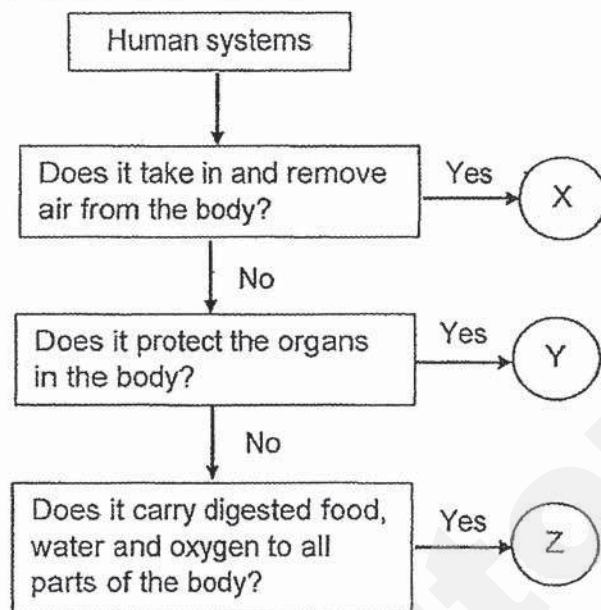 Human systems
Does it take in and remove
air from the body?
Yes
X
No
Does it protect the organs
in the body?
Yes
Y
No
Does it carry digested food,
water and oxygen to all
parts of the body?
Yes
Z